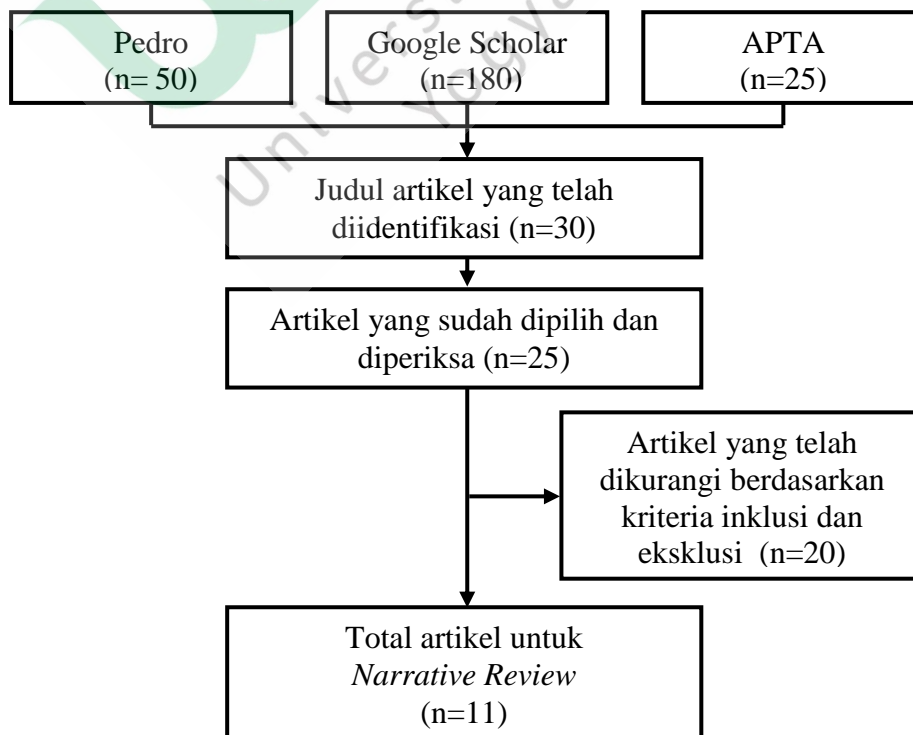 Pedro
(n= 50)
Google Scholar
(n=180)
APTA
(n=25)
Judul artikel yang telah
diidentifikasi (n=30)
Artikel yang sudah dipilih dan
diperiksa (n=25)
Artikel yang telah
dikurangi berdasarkan
kriteria inklusi dan
eksklusi (n=20)
Total artikel untuk
Narrative Review
(n=11)